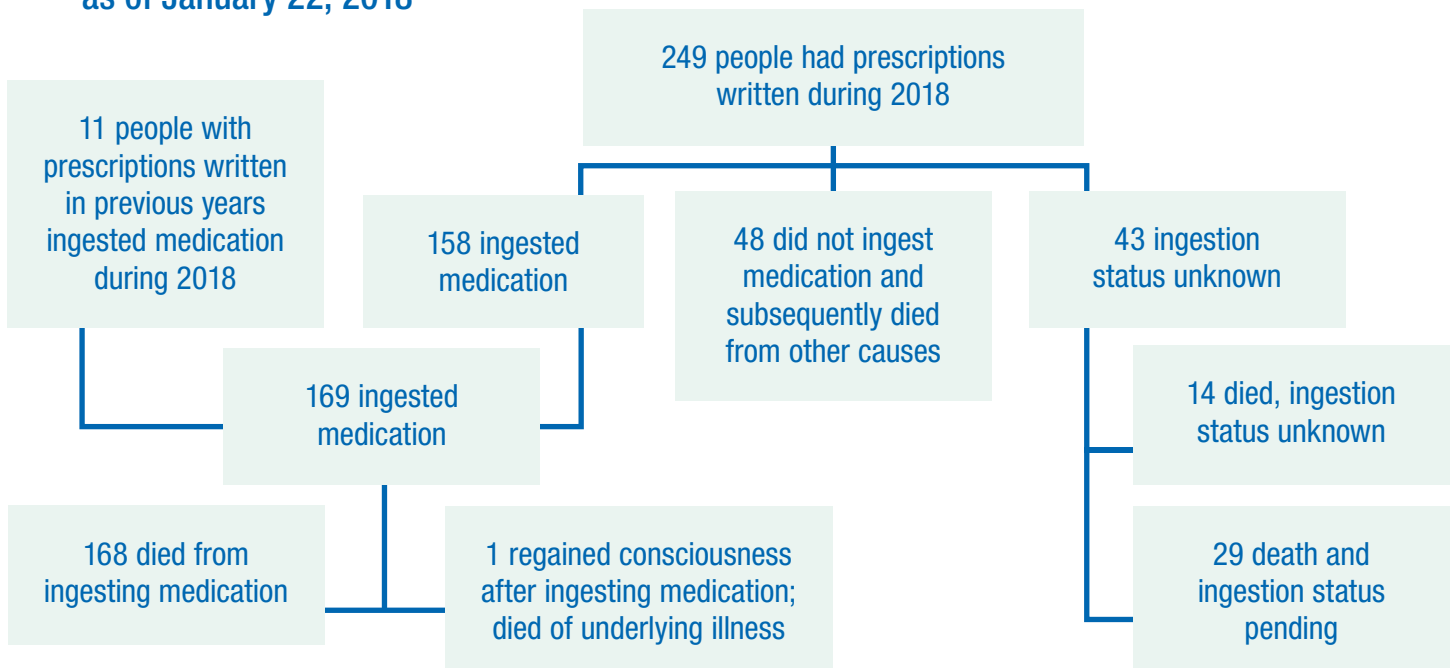 as of January 22, 2018
249 people had prescriptions
written during 2018
11 people with
prescriptions written
in previous years
ingested medication
during 2018
158 ingested
medication
48 did not ingest
medication and
subsequently died
from other causes
43 ingestion
status unknown
169 ingested
medication
14 died, ingestion
status unknown
168 died from
ingesting medication
1 regained consciousness
after ingesting medication;
died of underlying illness
29 death and
ingestion status
pending